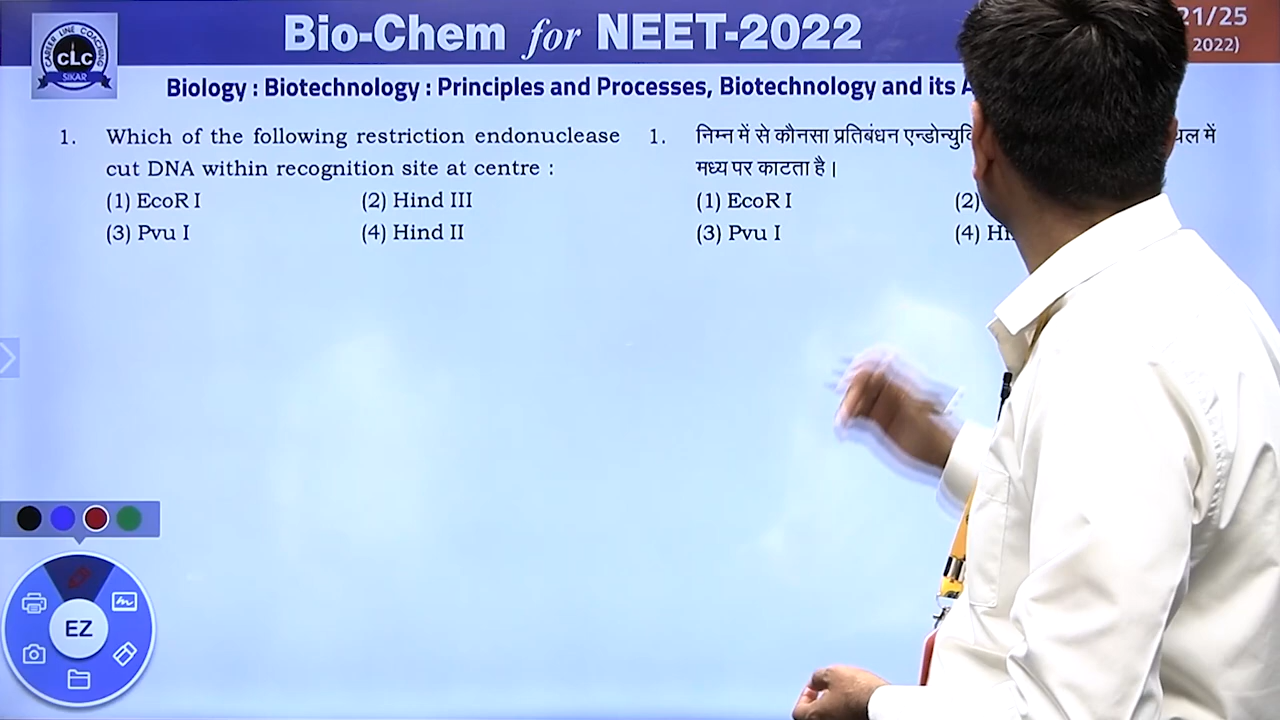 Bio-Chem for NEET-2022
21/25
2022)
CAREER LINE COACHING
CLC
SIKAR
Biology : Biotechnology : Principles and Processes, Biotechnology and its
1. Which of the following restriction endonuclease
cut DNA within recognition site at centre :
(1) EcoR I (2) Hind III
(3) Pvu I (4) Hind II
1. निम्न में से कौनसा प्रतिबंधन
मध्य पर काटता है।
(1) EcoR I (2)
(3) Pvu I (4)
EZ